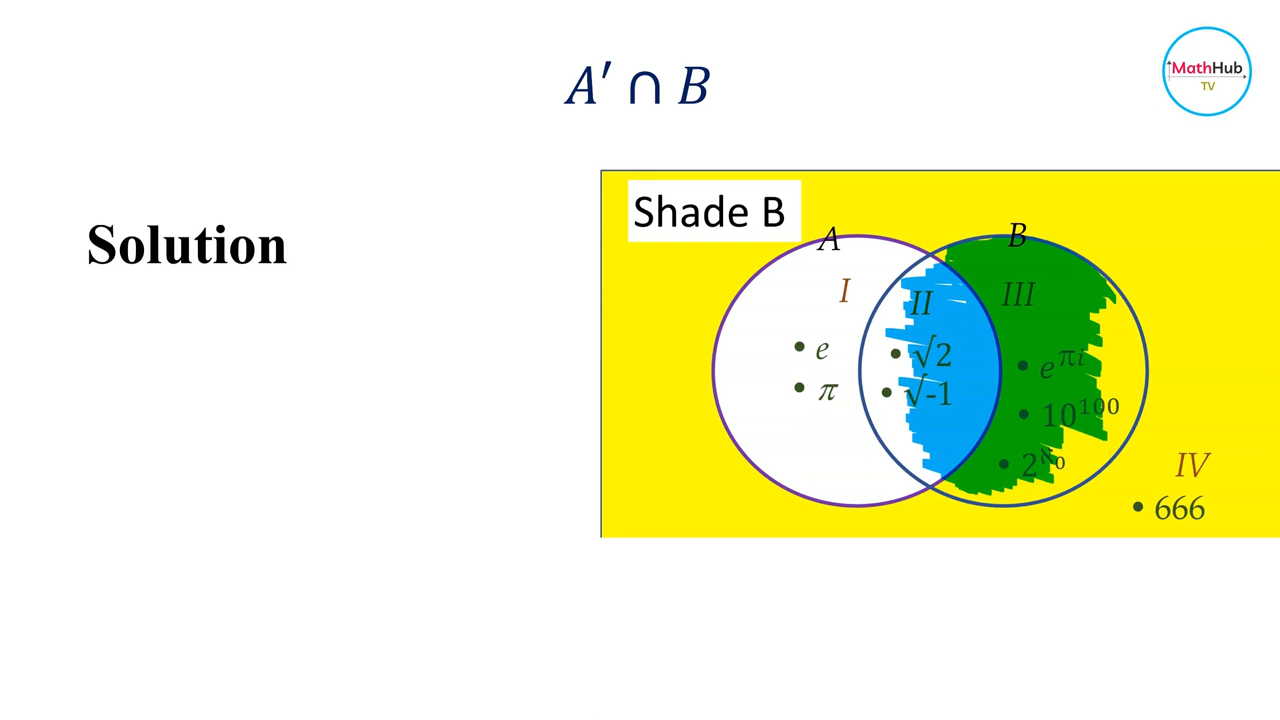 A′ ∩ B
MathHub
TV
Solution
Shade B
A
B
I
II
III
• e
• π
• √2
• √-1
• e^πi
• 10^100
• 2^ℵ₀
IV
• 666